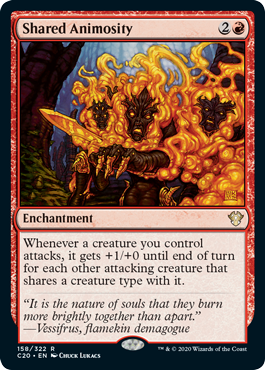 Shared Animosity 2
Enchantment
Whenever a creature you control
attacks, it gets +1/+0 until end of turn
for each other attacking creature that
shares a creature type with it.
“It is the nature of souls that they burn
more brightly together than apart.”
—Vessifrus, flamekin demagogue
158/322 R
C20 • EN CHUCK LUKACS
™ & © 2020 Wizards of the Coast